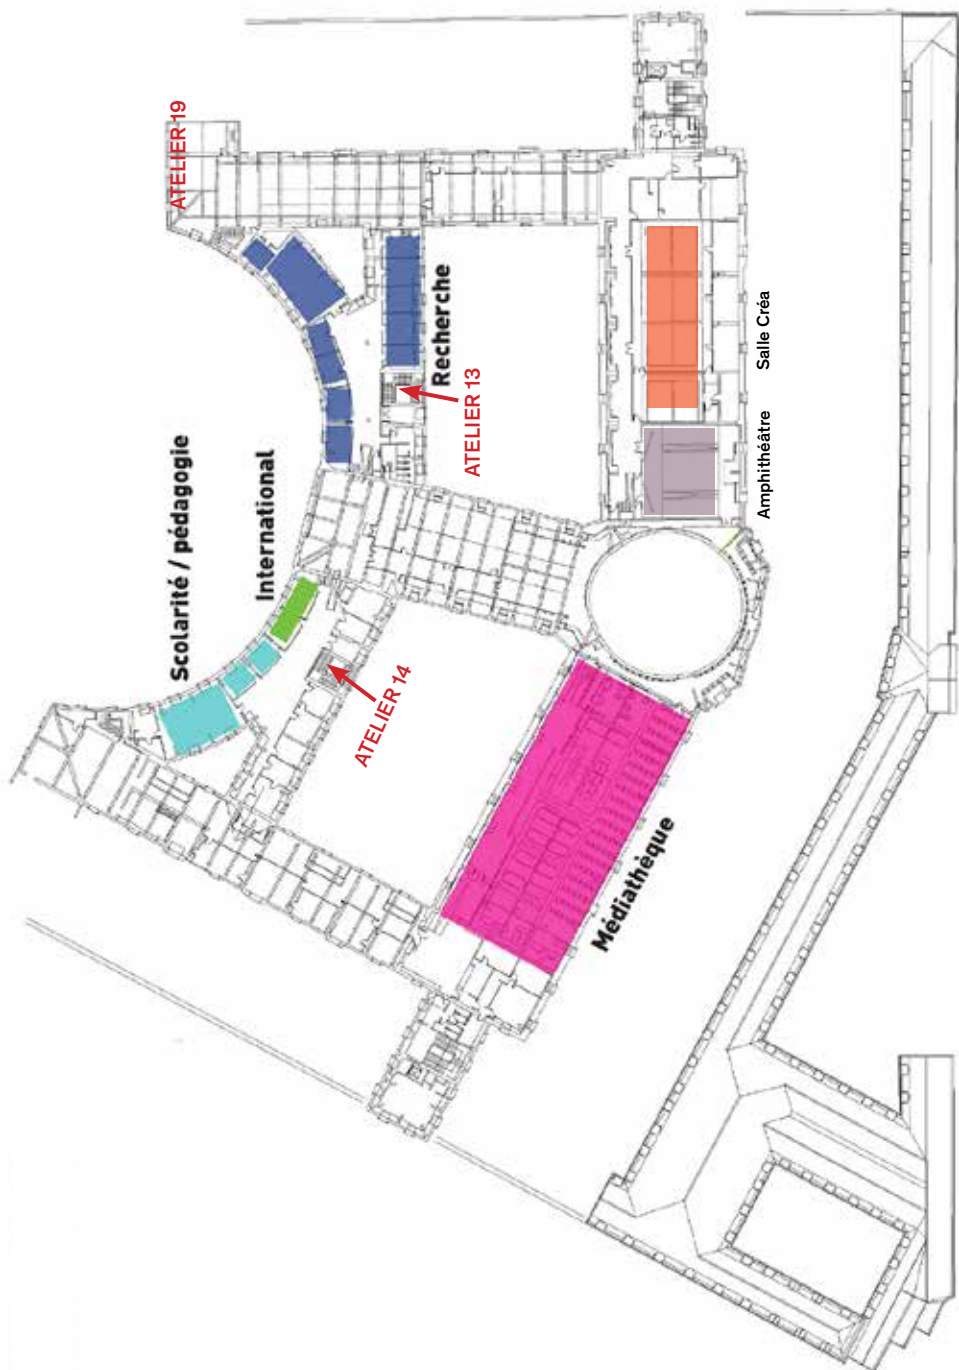 ATELIER 19
Scolarité / pédagogie
International
Recherche
ATELIER 13
ATELIER 14
Salle Créa
Amphithéâtre
Médiathèque